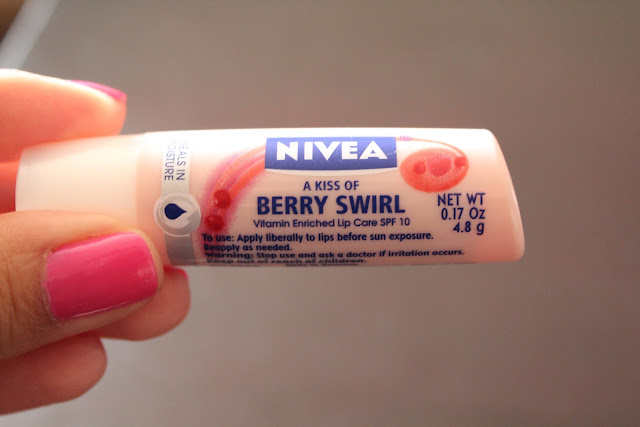 SEALS IN
MOISTURE
NIVEA
A KISS OF
BERRY SWIRL
Vitamin Enriched Lip Care SPF 10
NET WT
0.17 Oz
4.8 g
To use: Apply liberally to lips before sun exposure.
Reapply as needed.
Warning: Stop use and ask a doctor if irritation occurs.
Keep out of reach of children.